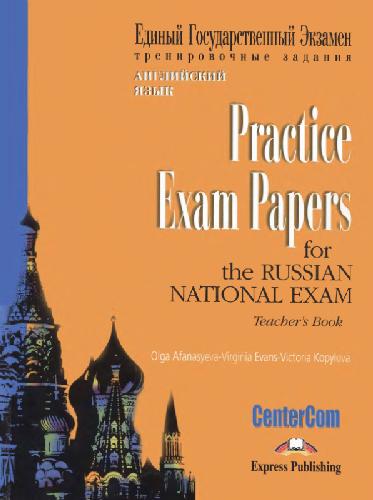 Единый Государственный Экзамен
тренировочные задания
АНГЛИЙСКИЙ
ЯЗЫК
Practice
Exam Papers
for
the RUSSIAN
NATIONAL EXAM
Teacher's Book
Olga Afanasyeva-Virginia Evans-Victoria Kopylova
CenterCom
Express Publishing